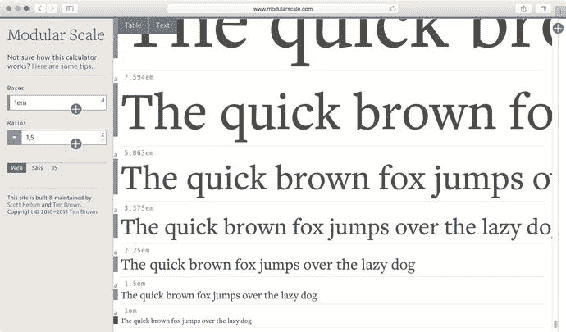 www.modularscale.com
Modular Scale
Table Text
The quick bro
Not sure how this calculator
works? Here are some tips.
Bases
1em
Ratios
1.5
7.594em
The quick brown fo
5.063em
The quick brown fox jumps o
3.375em
The quick brown fox jumps over the lazy do
2.25em
The quick brown fox jumps over the lazy dog
1.5em
The quick brown fox jumps over the lazy dog
1em
The quick brown fox jumps over the lazy dog
Web Sass JS
This site is built & maintained by
Scott Kellum and Tim Brown.
Copyright © 2010–2015 Tim Brown